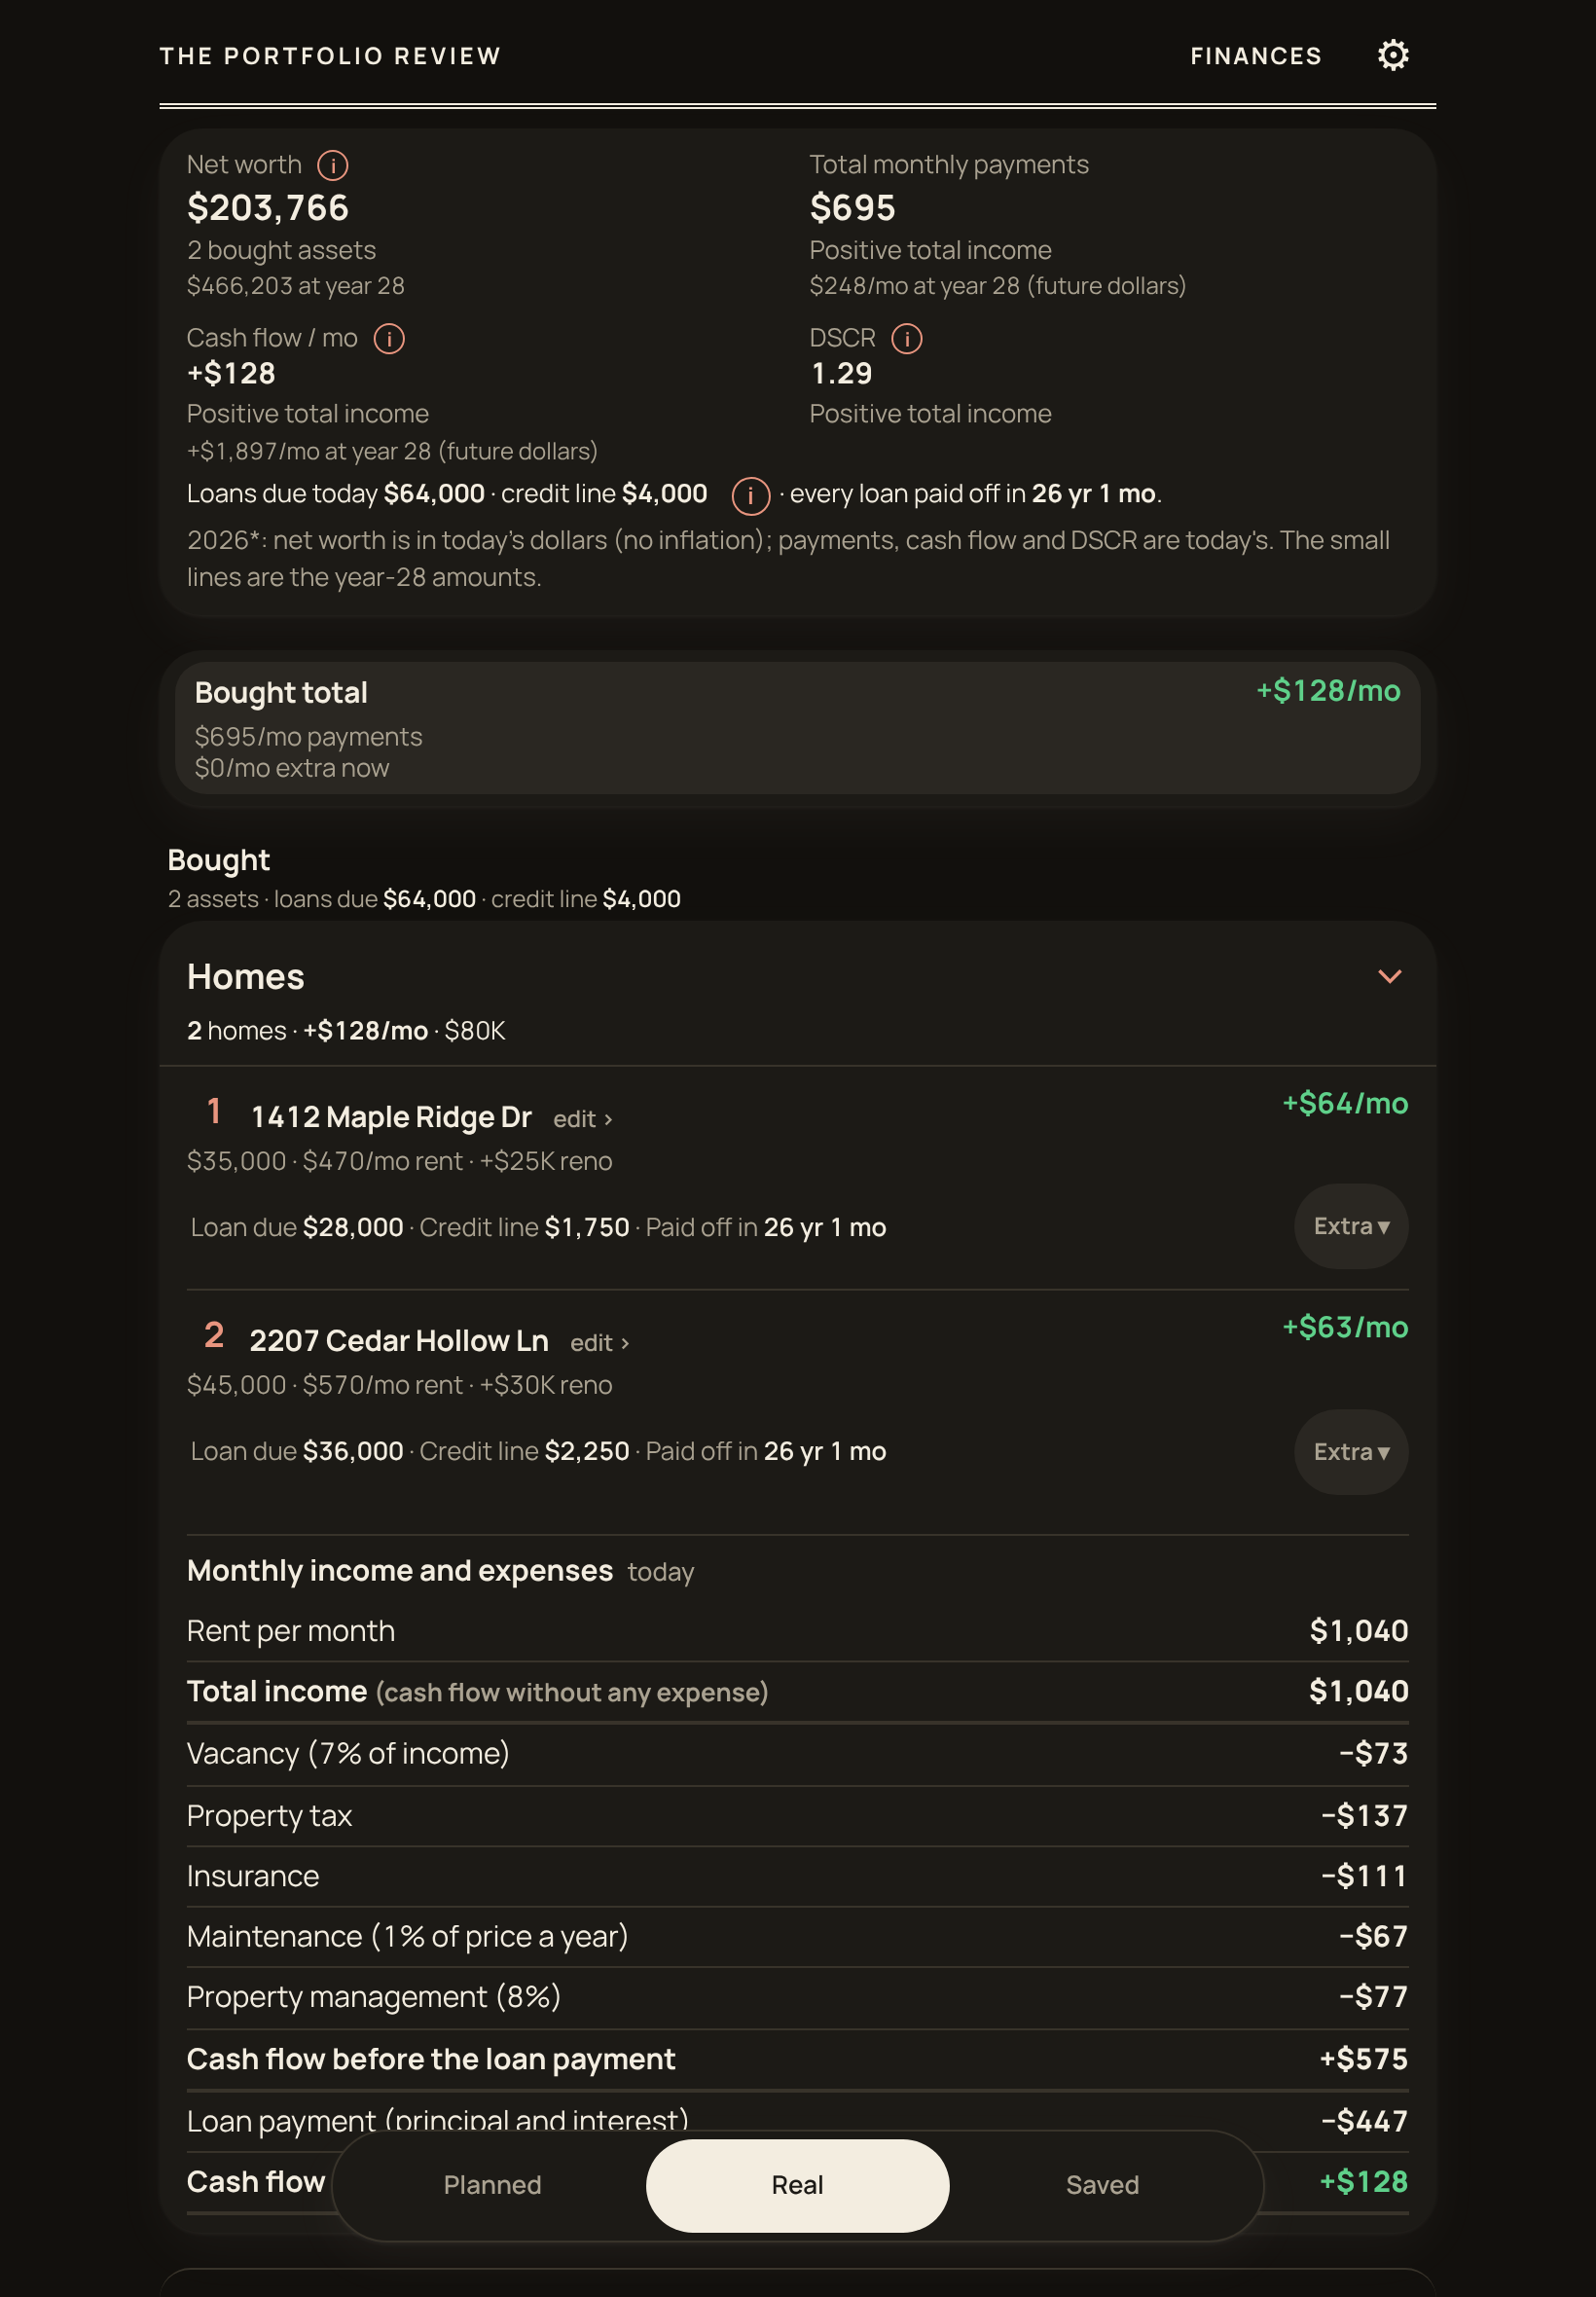 THE PORTFOLIO REVIEW
FINANCES
Net worth i
$203,766
2 bought assets
$466,203 at year 28
Total monthly payments
$695
Positive total income
$248/mo at year 28 (future dollars)
Cash flow / mo i
+$128
Positive total income
+$1,897/mo at year 28 (future dollars)
DSCR i
1.29
Positive total income
Loans due today $64,000 · credit line $4,000 i · every loan paid off in 26 yr 1 mo.
2026*: net worth is in today's dollars (no inflation); payments, cash flow and DSCR are today's. The small
lines are the year-28 amounts.
Bought total
+$128/mo
$695/mo payments
$0/mo extra now
Bought
2 assets · loans due $64,000 · credit line $4,000
Homes
2 homes · +$128/mo · $80K
1 1412 Maple Ridge Dr edit ›
+$64/mo
$35,000 · $470/mo rent · +$25K reno
Loan due $28,000 · Credit line $1,750 · Paid off in 26 yr 1 mo
Extra ▾
2 2207 Cedar Hollow Ln edit ›
+$63/mo
$45,000 · $570/mo rent · +$30K reno
Loan due $36,000 · Credit line $2,250 · Paid off in 26 yr 1 mo
Extra ▾
Monthly income and expenses today
Rent per month $1,040
Total income (cash flow without any expense) $1,040
Vacancy (7% of income) −$73
Property tax −$137
Insurance −$111
Maintenance (1% of price a year) −$67
Property management (8%) −$77
Cash flow before the loan payment +$575
Loan payment (principal and interest) −$447
Cash flow +$128
Planned
Real
Saved